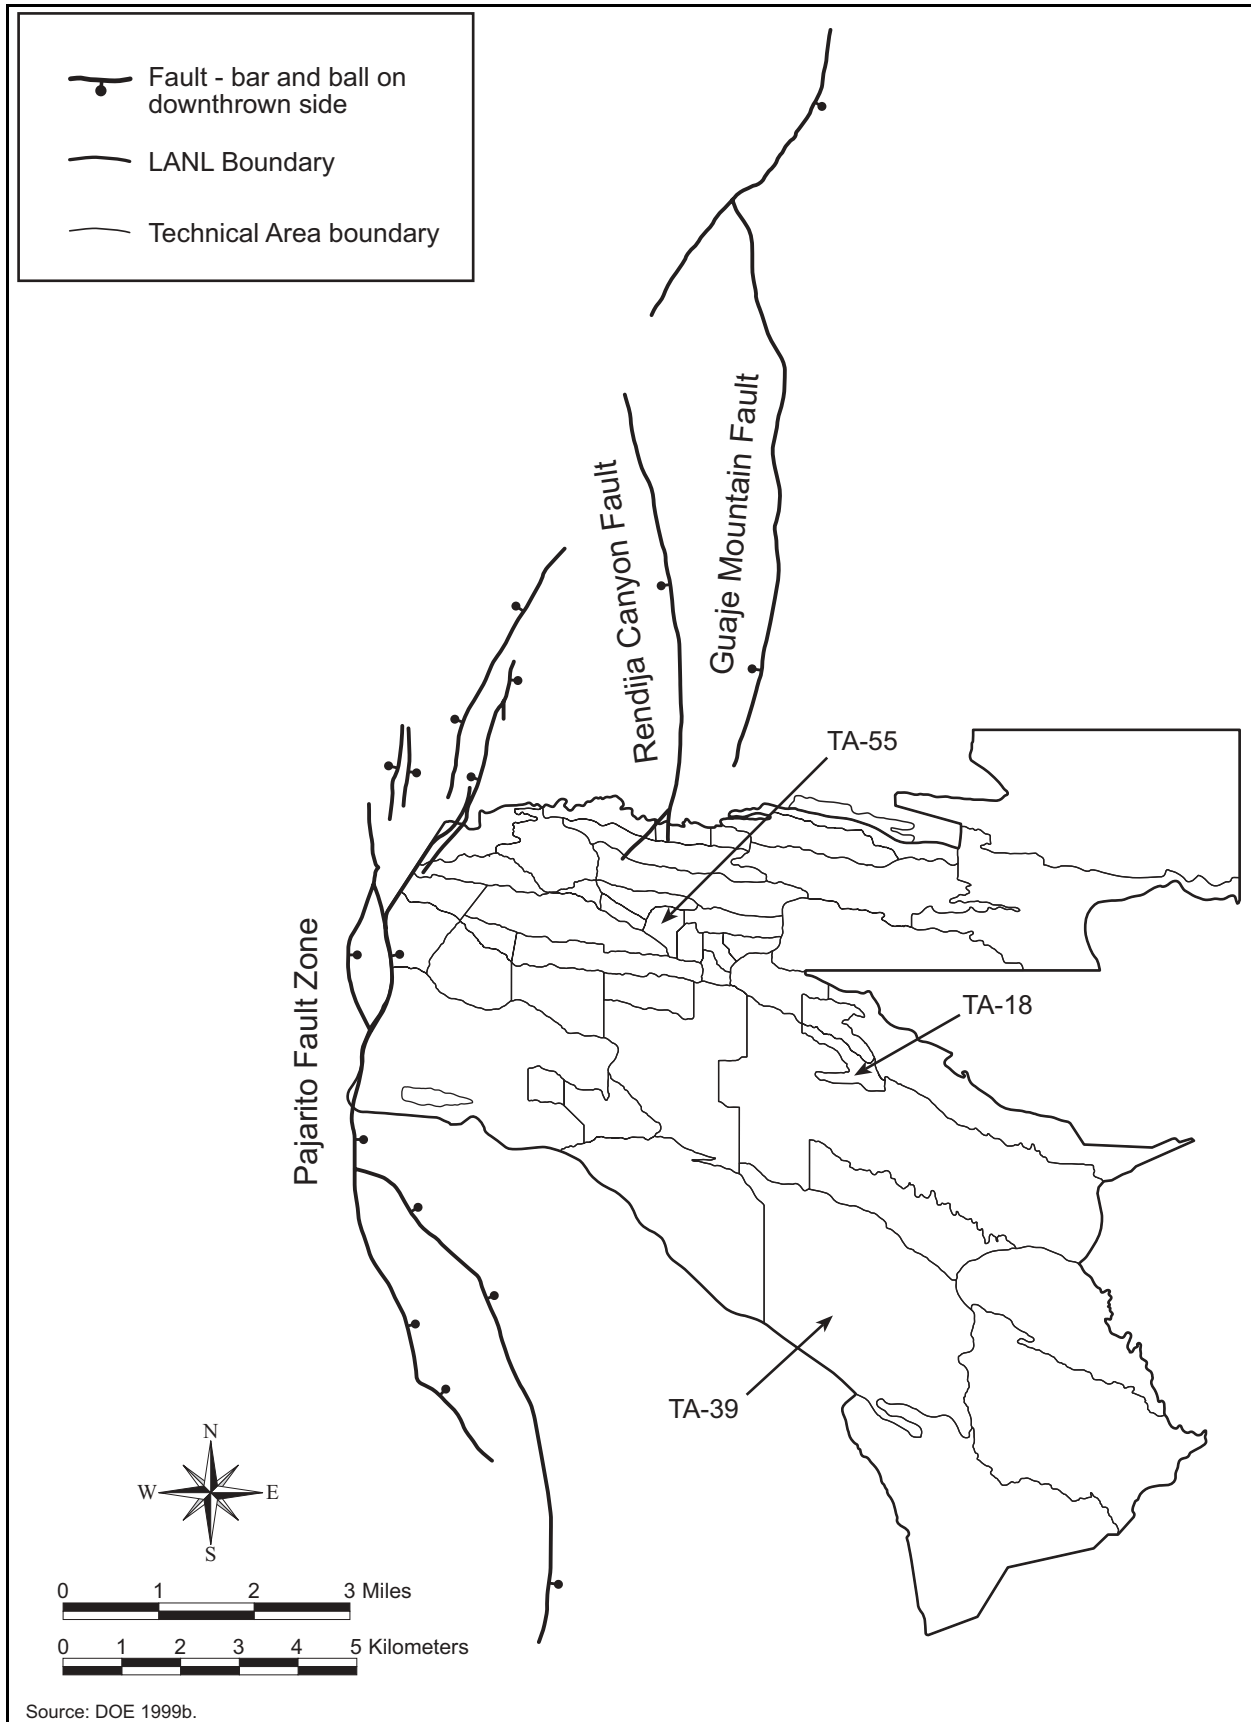 Fault - bar and ball on
downthrown side
LANL Boundary
Technical Area boundary
Rendija Canyon Fault
Guaje Mountain Fault
Pajarito Fault Zone
TA-55
TA-18
TA-39
N
W E
S
0 1 2 3 Miles
0 1 2 3 4 5 Kilometers
Source: DOE 1999b.